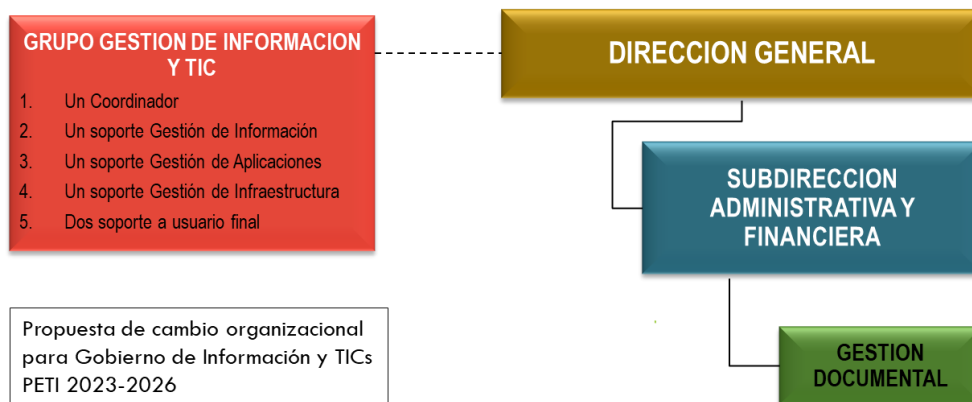 GRUPO GESTION DE INFORMACION
Y TIC
1. Un Coordinador
2. Un soporte Gestión de Información
3. Un soporte Gestión de Aplicaciones
4. Un soporte Gestión de Infraestructura
5. Dos soporte a usuario final
DIRECCION GENERAL
SUBDIRECCION
ADMINISTRATIVA Y
FINANCIERA
GESTION
DOCUMENTAL
Propuesta de cambio organizacional
para Gobierno de Información y TICs
PETI 2023-2026